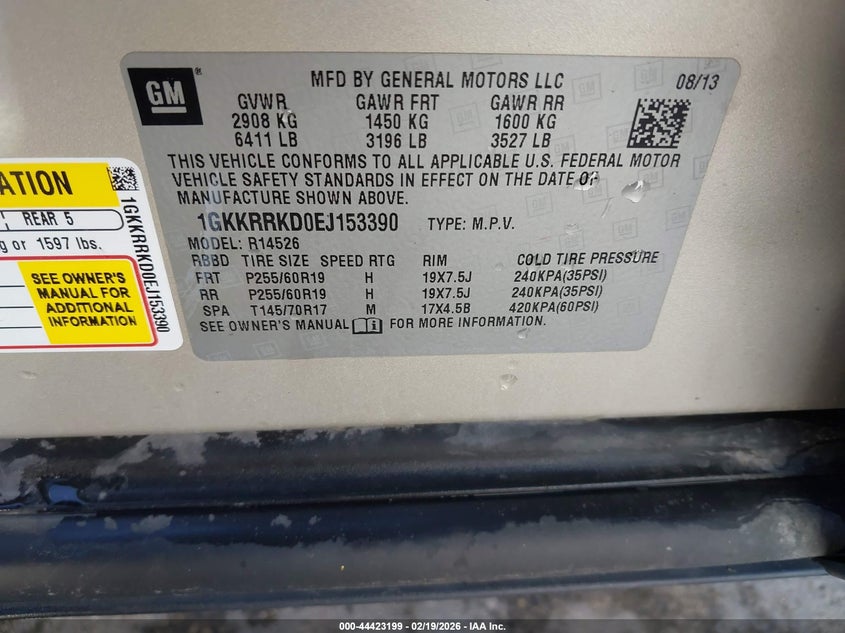 GM ®
MFD BY GENERAL MOTORS LLC 08/13
GVWR GAWR FRT GAWR RR
2908 KG 1450 KG 1600 KG
6411 LB 3196 LB 3527 LB
THIS VEHICLE CONFORMS TO ALL APPLICABLE U.S. FEDERAL MOTOR
VEHICLE SAFETY STANDARDS IN EFFECT ON THE DATE OF
MANUFACTURE SHOWN ABOVE.
1GKKRRKD0EJ153390 TYPE: M.P.V.
MODEL: R14526
RBBD TIRE SIZE SPEED RTG RIM COLD TIRE PRESSURE
FRT P255/60R19 H 19X7.5J 240KPA(35PSI)
RR P255/60R19 H 19X7.5J 240KPA(35PSI)
SPA T145/70R17 M 17X4.5B 420KPA(60PSI)
SEE OWNER'S MANUAL FOR MORE INFORMATION.
ATION
REAR 5
g or 1597 lbs.
SEE OWNER'S
MANUAL FOR
ADDITIONAL
INFORMATION
1GKKRRKD0EJ153390
000-44423199 - 02/19/2026 - IAA Inc.